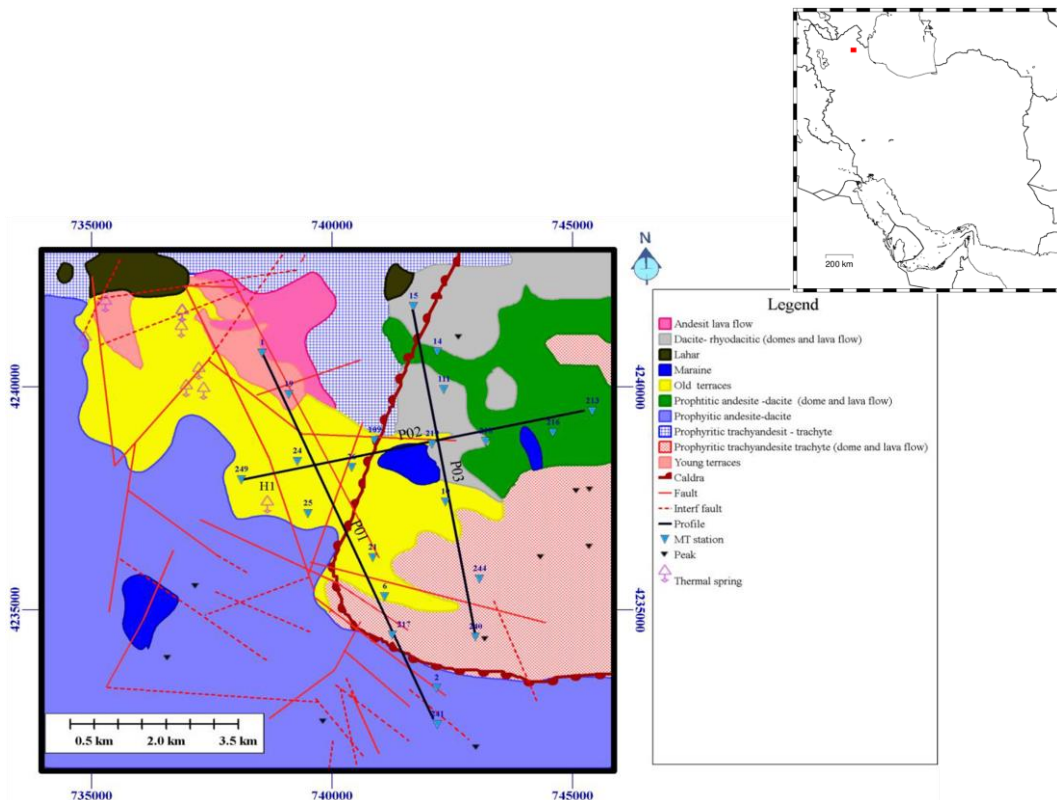 200 km
735000
740000
745000
N
Legend
Andesit lava flow
Dacite- rhyodacitic (domes and lava flow)
Lahar
Maraine
Old terraces
Prophtitic andesite -dacite (dome and lava flow)
Prophyitic andesite-dacite
Prophyritic trachyandesit - trachyte
Prophyritic trachyandesite trachyte (dome and lava flow)
Young terraces
Caldra
Fault
Interf fault
Profile
MT station
Peak
Thermal spring
15
1
14
4240000
4240000
19
111
213
109
P02
216
24
249
P03
H1
25
P01
21
244
6
4235000
4235000
217
240
2
0.5 km 2.0 km 3.5 km
735000
740000
745000